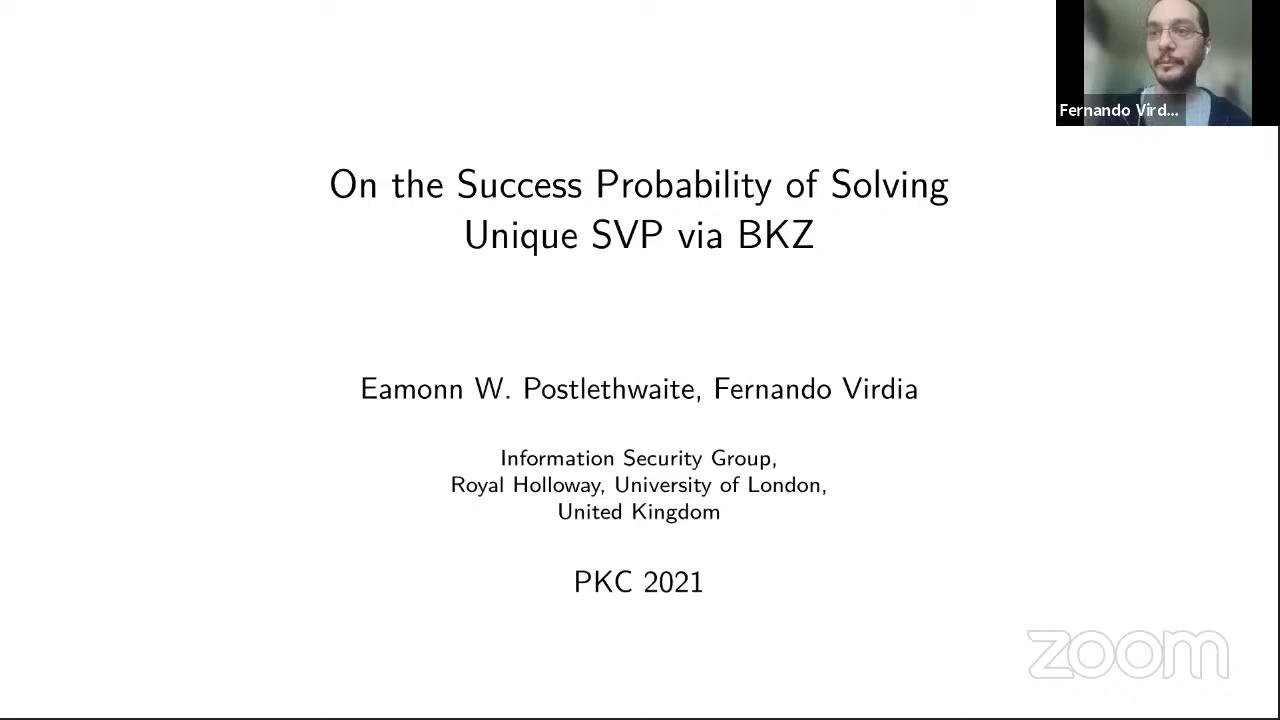 Fernando Vird...
On the Success Probability of Solving
Unique SVP via BKZ
Eamonn W. Postlethwaite, Fernando Virdia
Information Security Group,
Royal Holloway, University of London,
United Kingdom
PKC 2021
zoom